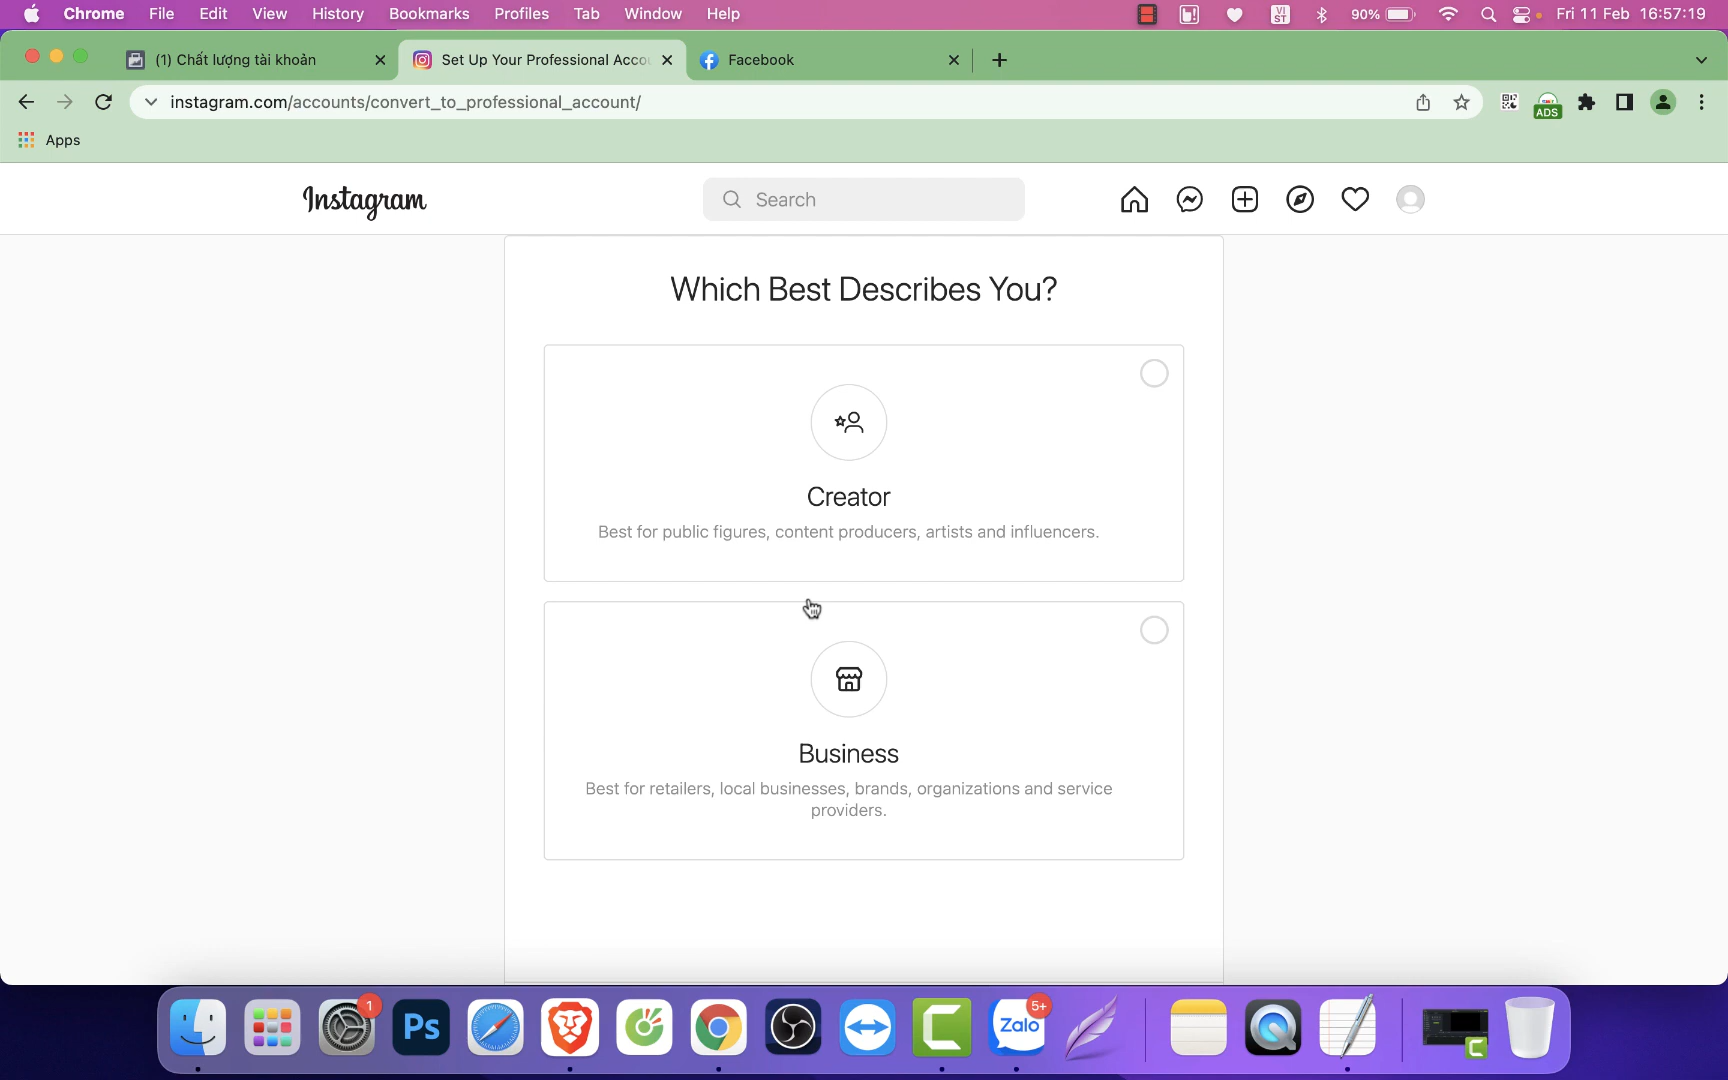 Chrome File Edit View History Bookmarks Profiles Tab Window Help VI ST 90% Fri 11 Feb 16:57:19
(1) Chất lượng tài khoản Set Up Your Professional Acco Facebook
instagram.com/accounts/convert_to_professional_account/ ADS
Apps
Instagram Search
Which Best Describes You?
Creator
Best for public figures, content producers, artists and influencers.
Business
Best for retailers, local businesses, brands, organizations and service
providers.
1 Ps Zalo 5+